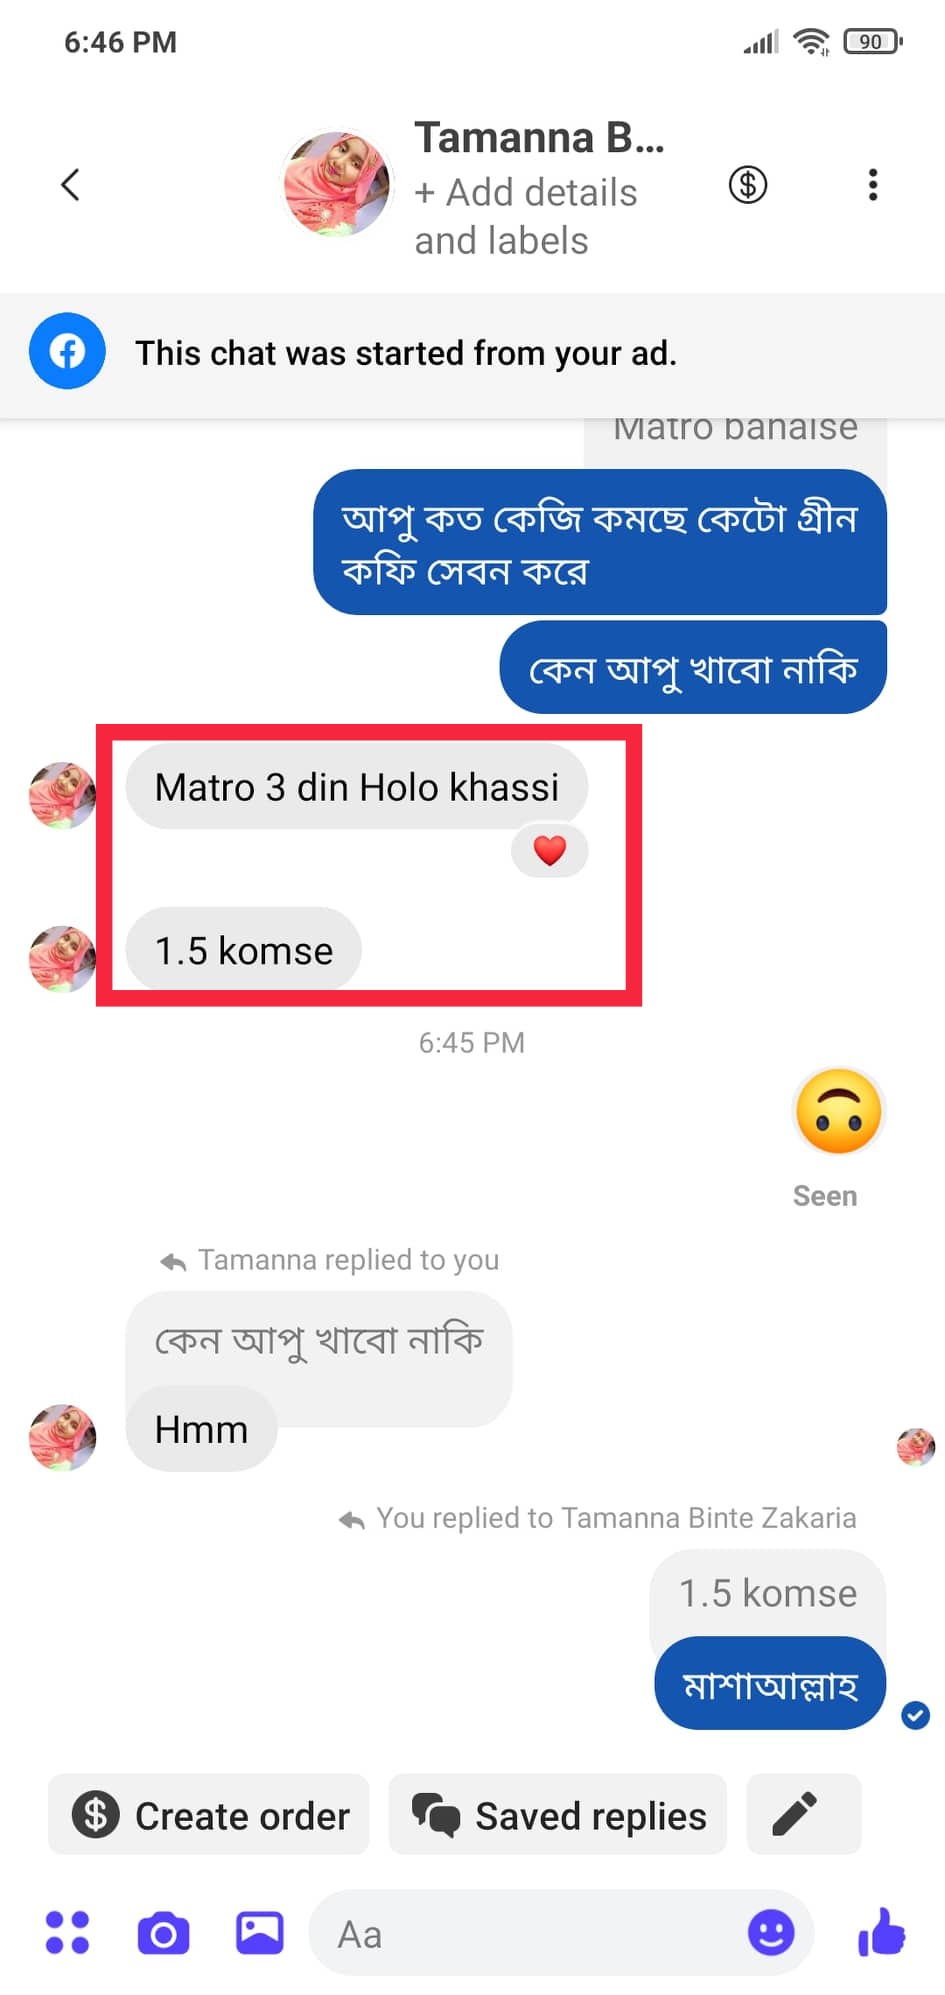 6:46 PM
90
Tamanna B...
+ Add details
and labels
This chat was started from your ad.
Matro banaise
আপু কত কেজি কমছে কেটো গ্রীন
কফি সেবন করে
কেন আপু খাবো নাকি
Matro 3 din Holo khassi
1.5 komse
6:45 PM
Seen
Tamanna replied to you
কেন আপু খাবো নাকি
Hmm
You replied to Tamanna Binte Zakaria
1.5 komse
মাশাআল্লাহ
Create order
Saved replies
Aa